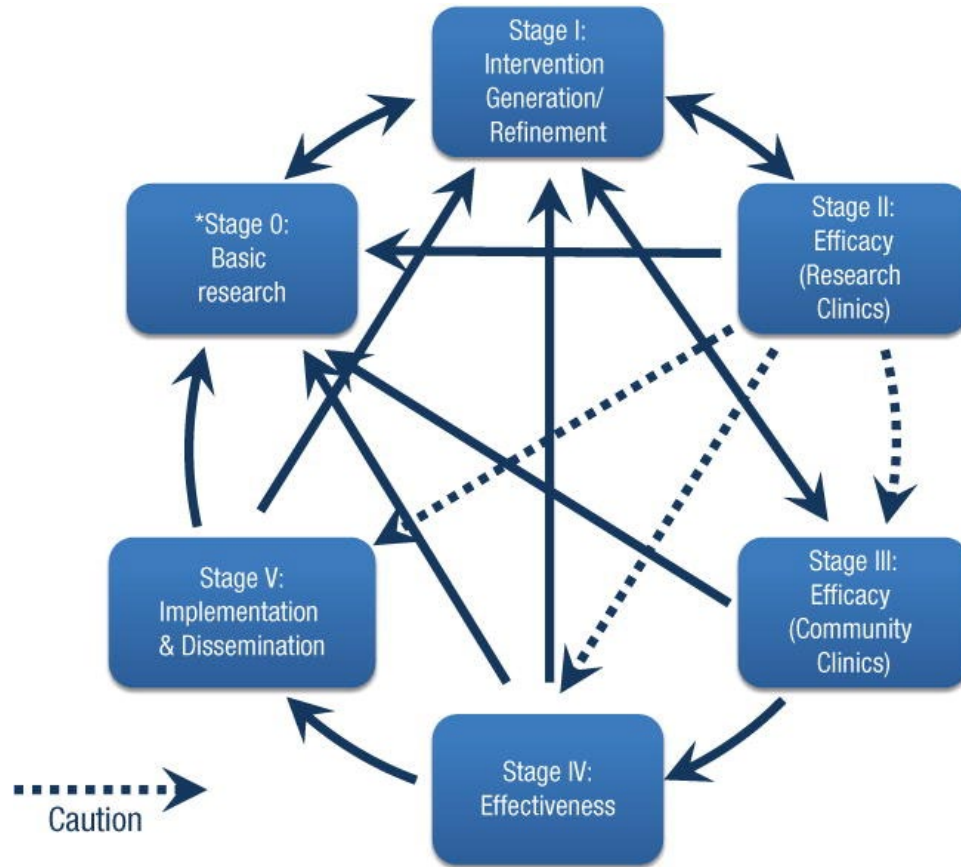 Stage I:
Intervention
Generation/
Refinement
*Stage 0:
Basic
research
Stage II:
Efficacy
(Research
Clinics)
Stage V:
Implementation
& Dissemination
Stage III:
Efficacy
(Community
Clinics)
Stage IV:
Effectiveness
Caution